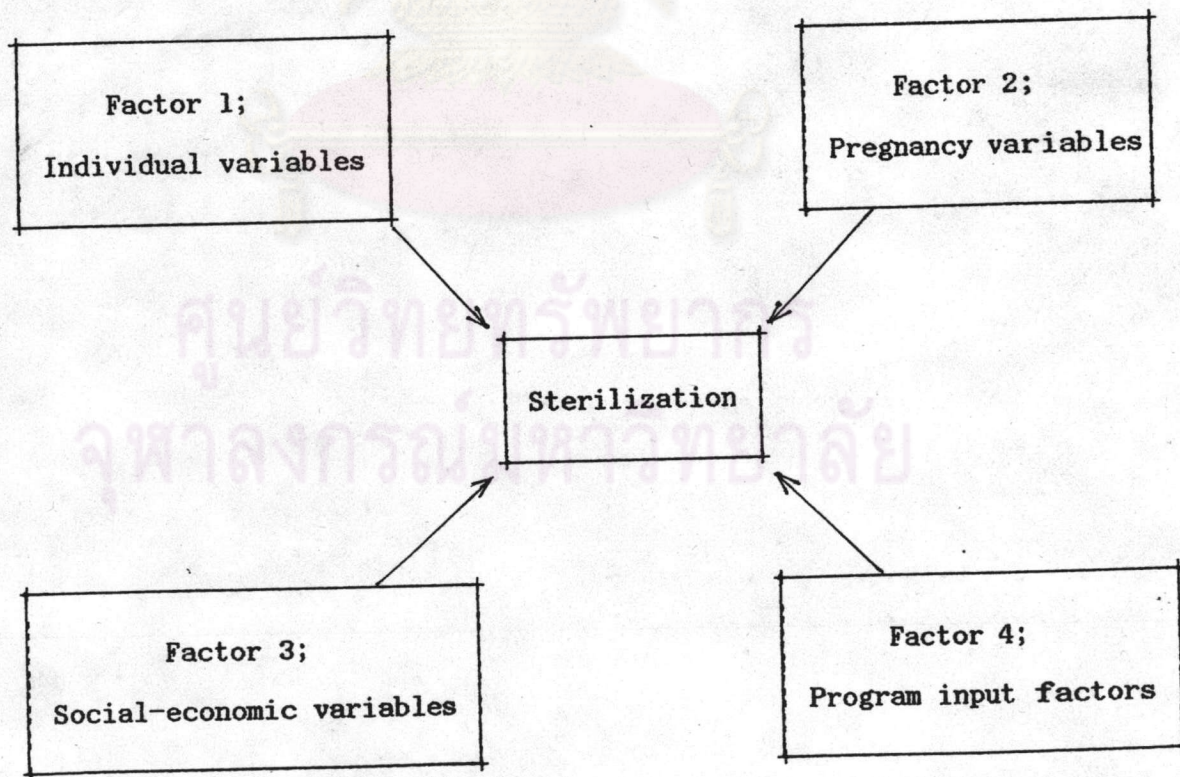 Factor 1;
Individual variables
Factor 2;
Pregnancy variables
ศูนย์วิทยทรัพยากร
Sterilization
จุฬาลงกรณ์มหาวิทยาลัย
Factor 3;
Social-economic variables
Factor 4;
Program input factors